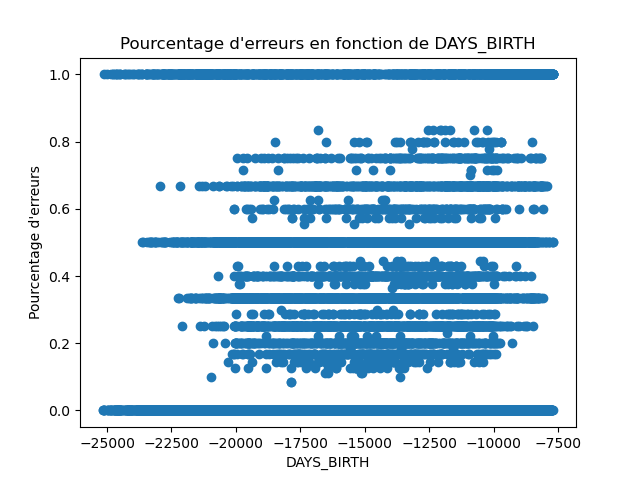 Pourcentage d'erreurs en fonction de DAYS_BIRTH
1.0
0.8
0.6
0.4
0.2
0.0
Pourcentage d'erreurs
−25000 −22500 −20000 −17500 −15000 −12500 −10000 −7500
DAYS_BIRTH